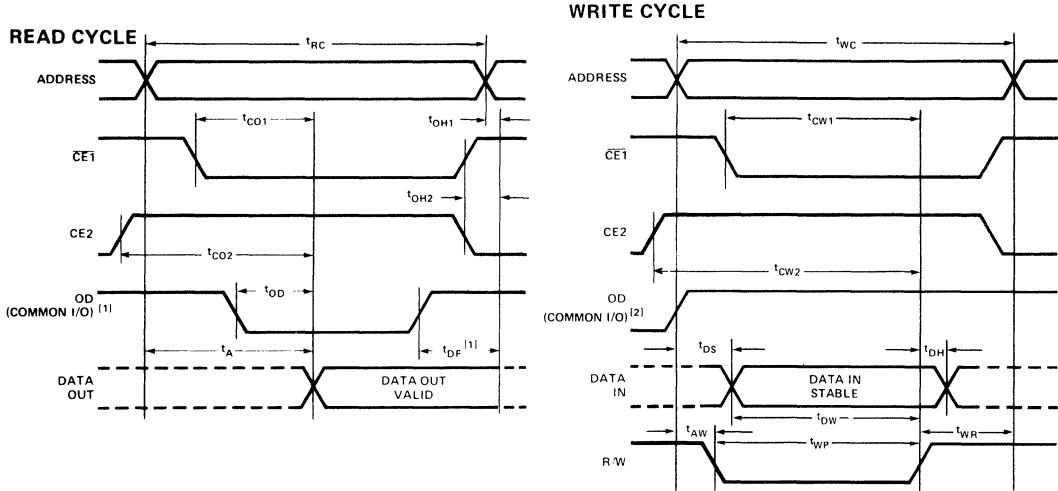 READ CYCLE
tRC
ADDRESS
tCO1
tOH1
CE1
tOH2
CE2
tCO2
tOD
OD
(COMMON I/O) [1]
tA
tDF [1]
DATA
OUT
DATA OUT
VALID
WRITE CYCLE
tWC
ADDRESS
tCW1
CE1
CE2
tCW2
OD
(COMMON I/O) [2]
tDS
tDH
DATA
IN
DATA IN
STABLE
tDW
tAW
tWP
tWR
R/W